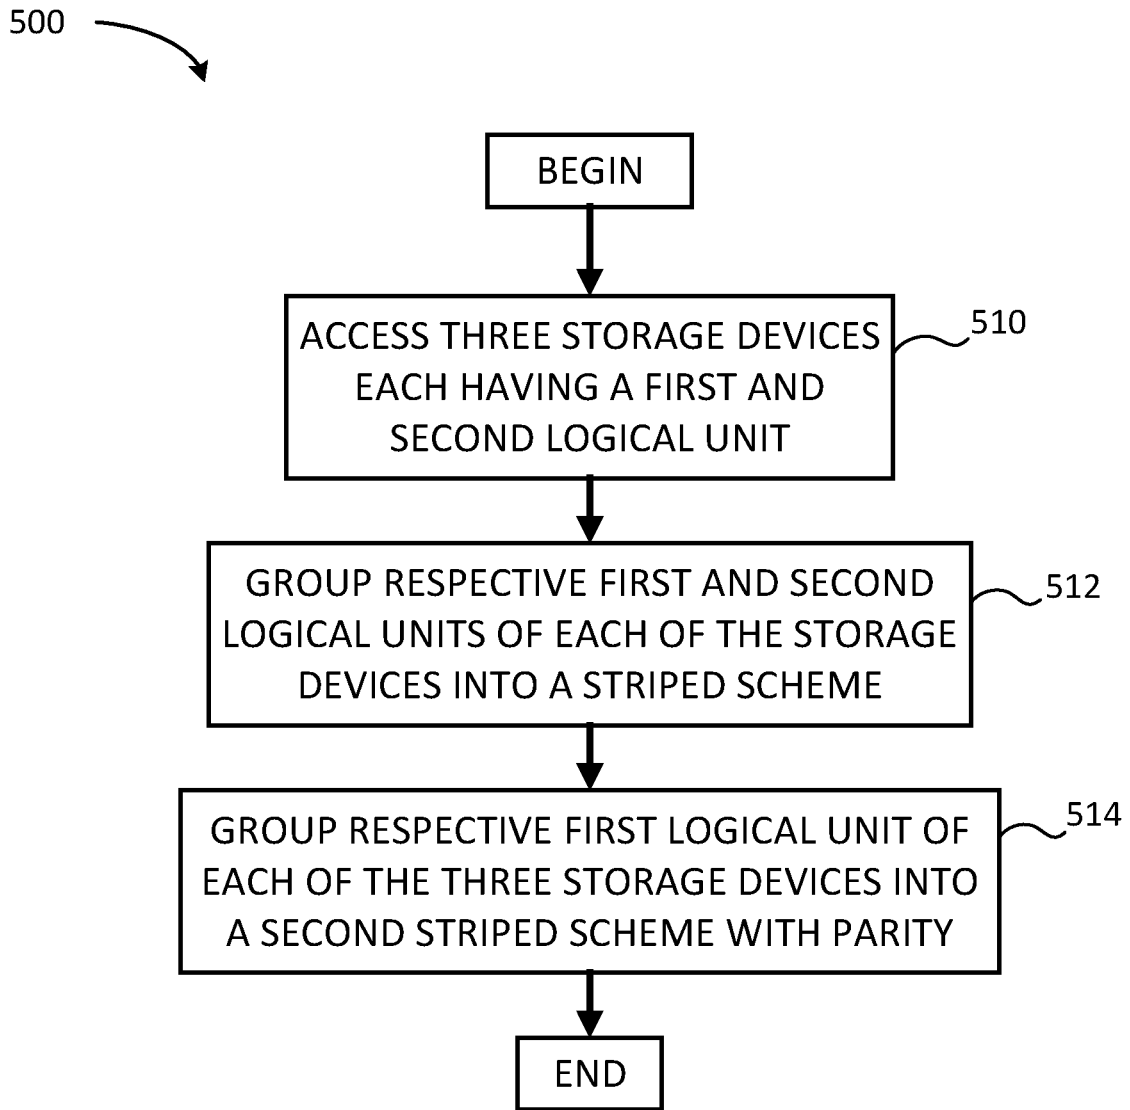 500
BEGIN
ACCESS THREE STORAGE DEVICES
EACH HAVING A FIRST AND
SECOND LOGICAL UNIT
510
GROUP RESPECTIVE FIRST AND SECOND
LOGICAL UNITS OF EACH OF THE STORAGE
DEVICES INTO A STRIPED SCHEME
512
GROUP RESPECTIVE FIRST LOGICAL UNIT OF
EACH OF THE THREE STORAGE DEVICES INTO
A SECOND STRIPED SCHEME WITH PARITY
514
END